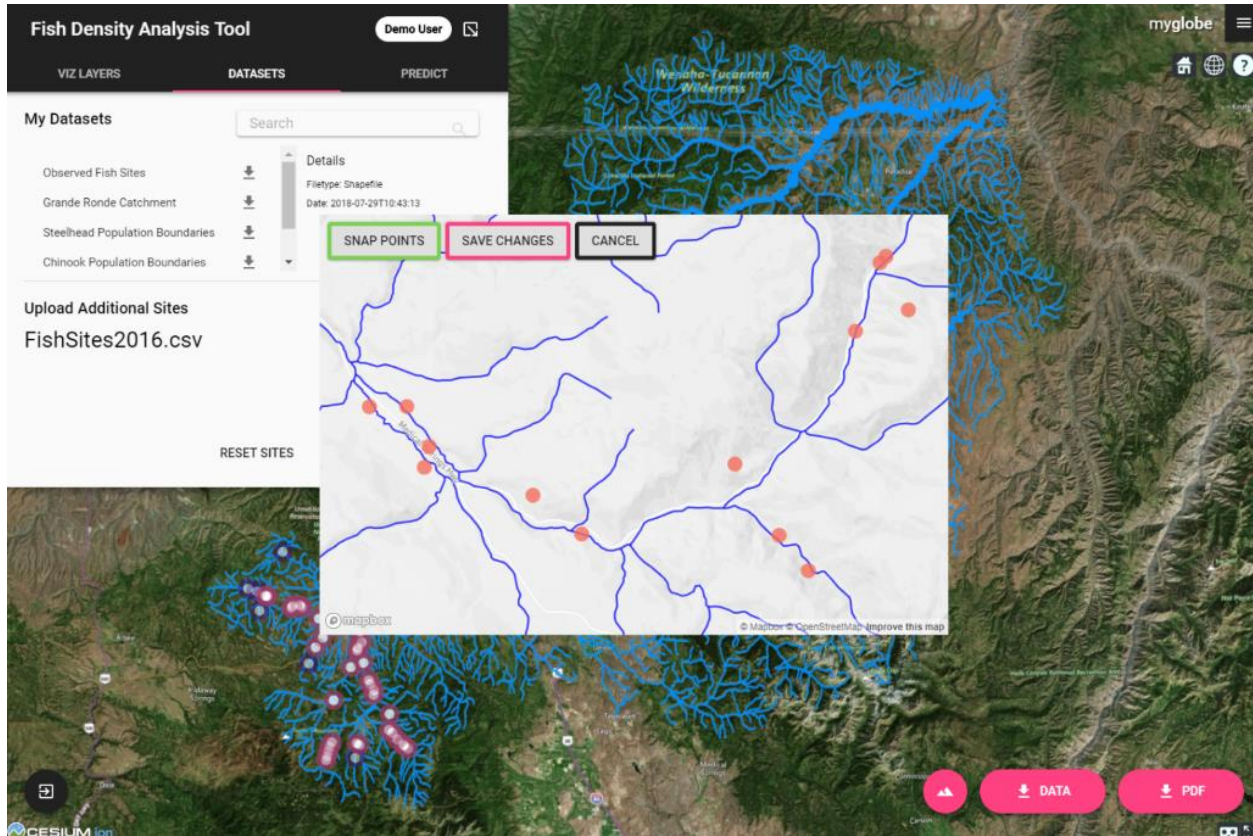 Fish Density Analysis Tool
Demo User
myglobe
VIZ LAYERS DATASETS PREDICT
?
My Datasets
Search
Wenaha-Tucannon
Wilderness
Observed Fish Sites
Grande Ronde Catchment
Steelhead Population Boundaries
Chinook Population Boundaries
Details
Filetype: Shapefile
Date: 2018-07-29T10:43:13
SNAP POINTS SAVE CHANGES CANCEL
Upload Additional Sites
FishSites2016.csv
RESET SITES
mapbox
© Mapbox © OpenStreetMap Improve this map
Medical
Springs
DATA
PDF
CESIUM ion